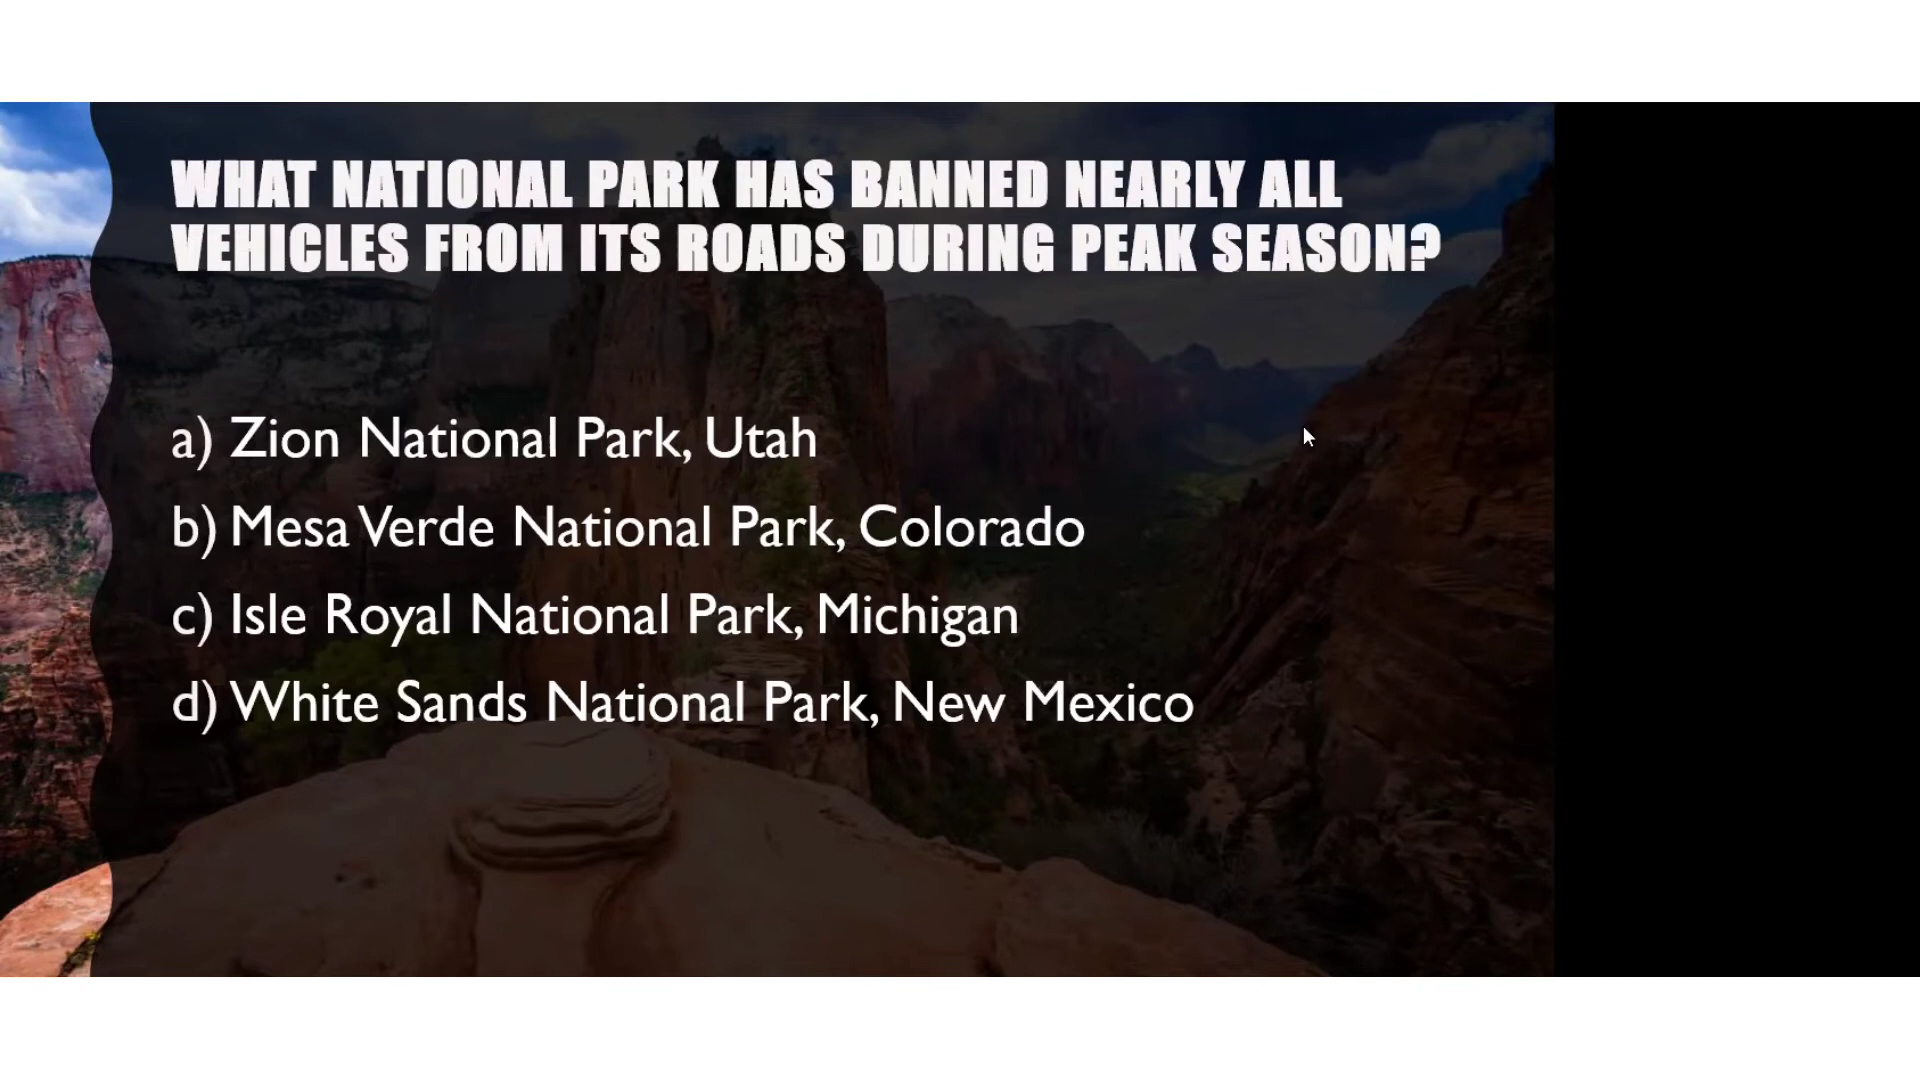 WHAT NATIONAL PARK HAS BANNED NEARLY ALL
VEHICLES FROM ITS ROADS DURING PEAK SEASON?
a) Zion National Park, Utah
b) Mesa Verde National Park, Colorado
c) Isle Royal National Park, Michigan
d) White Sands National Park, New Mexico